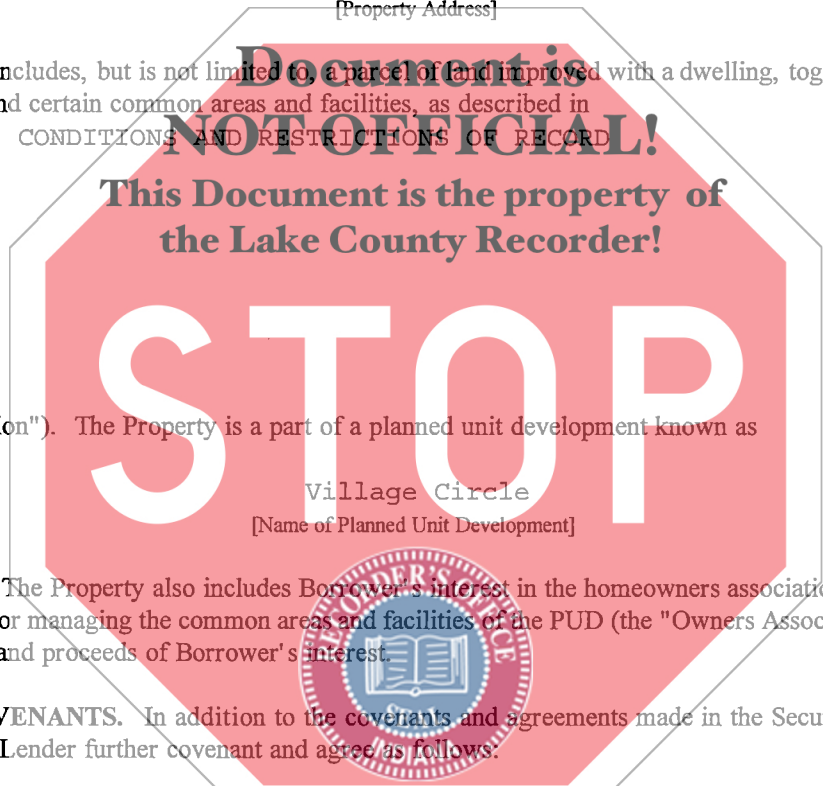 [Property Address]
ncludes, but is not limited to, a parcel of land improved with a dwelling, tog
nd certain common areas and facilities, as described in
CONDITIONS AND RESTRICTIONS OF RECORD
Document is
NOT OFFICIAL!
This Document is the property of
the Lake County Recorder!
STOP
on"). The Property is a part of a planned unit development known as
Village Circle
[Name of Planned Unit Development]
The Property also includes Borrower's interest in the homeowners associati
or managing the common areas and facilities of the PUD (the "Owners Assoc
and proceeds of Borrower's interest.
VENANTS. In addition to the covenants and agreements made in the Secu
Lender further covenant and agree as follows:
RECORDER'S OFFICE
SEAL
INDIANA